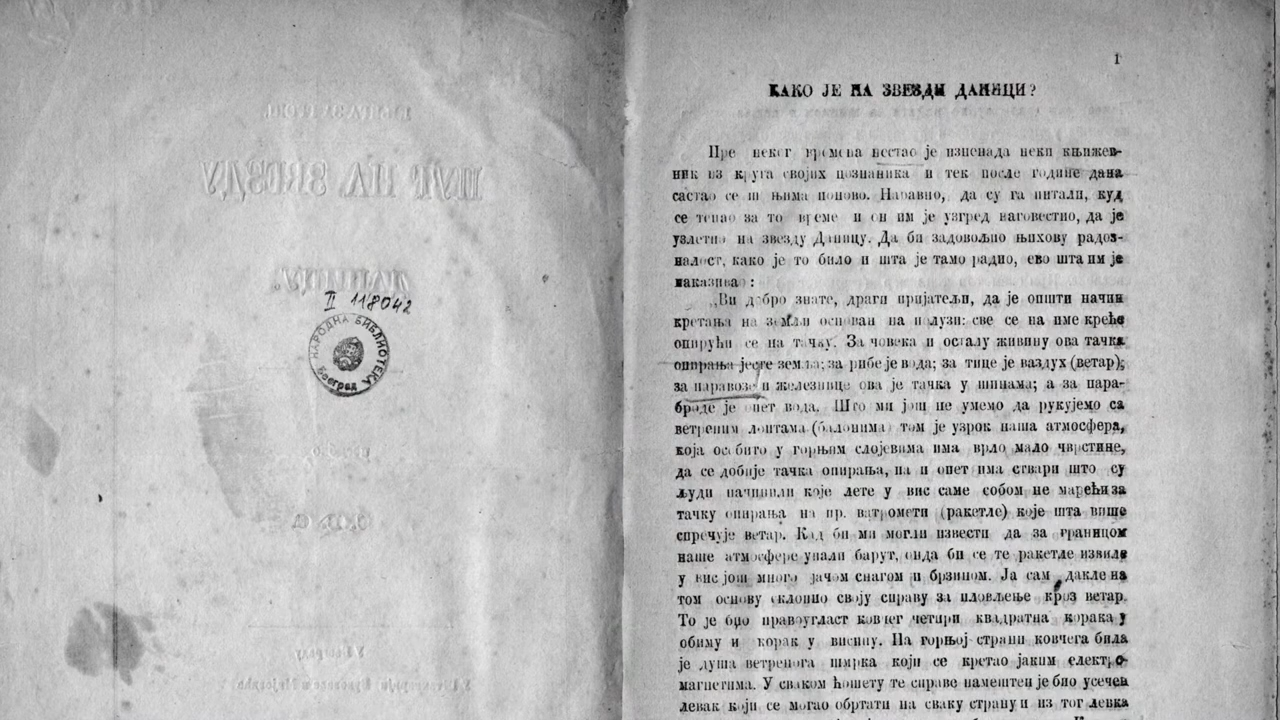 II 118042
НАРОДНА БИБЛИОТЕКА
Београд
1
КАКО ЈЕ НА ЗВЕЗДИ ДАНИЦИ?
Пре неког времена нестао је изненада неки књижев-
ник из круга својих познаника и тек после године дана
састао се њима поново. Наравно, да су га питали, куд
се тепао за то време и он им је узгред наговестио, да је
узлетио на звезду Даницу. Да би задовољио њихову радоз-
налост, како је то било и шта је тамо радио, ево шта им је
наказивао:
„Ви добро знате, драги пријатељи, да је општи начин
кретања на земљи основан на полузи: све се на име креће
опирући се на тачку. За човека и осталу живину ова тачка
опирања јесте земља; за рибе је вода; за тице је ваздух (ветар);
за паравозе и железнице ова је тачка у шинама; а за пара-
броде је опет вода. Што ми још не умемо да рукујемо са
ветреним лоптама (балонима) том је узрок наша атмосфера,
која особито у горњим слојевима има врло мало чврстине,
да се добије тачка опирања, па и опет има ствари што су
људи начинили које лете у вис саме собом не марећи за
тачку опирања на пр. ватромети (ракетле) које шта више
спречује ветар. Кад би ми могли извести да за границом
наше атмосфере упали барут, онда би се те ракетле извиле
у вис још много јачом снагом и брзином. Ја сам дакле на
том основу склопио своју справу за пловљење кроз ветар.
То је био правоугласт ковчег четири квадратна корака у
обиму и корак у висину. На горњој страни ковчега била
је душа ветренога шмрка који се кретао јаким електро-
магнетима. У сваком ћошету те справе намештен је био усечен
левак који се могао обртати на сваку страну и из тог левка